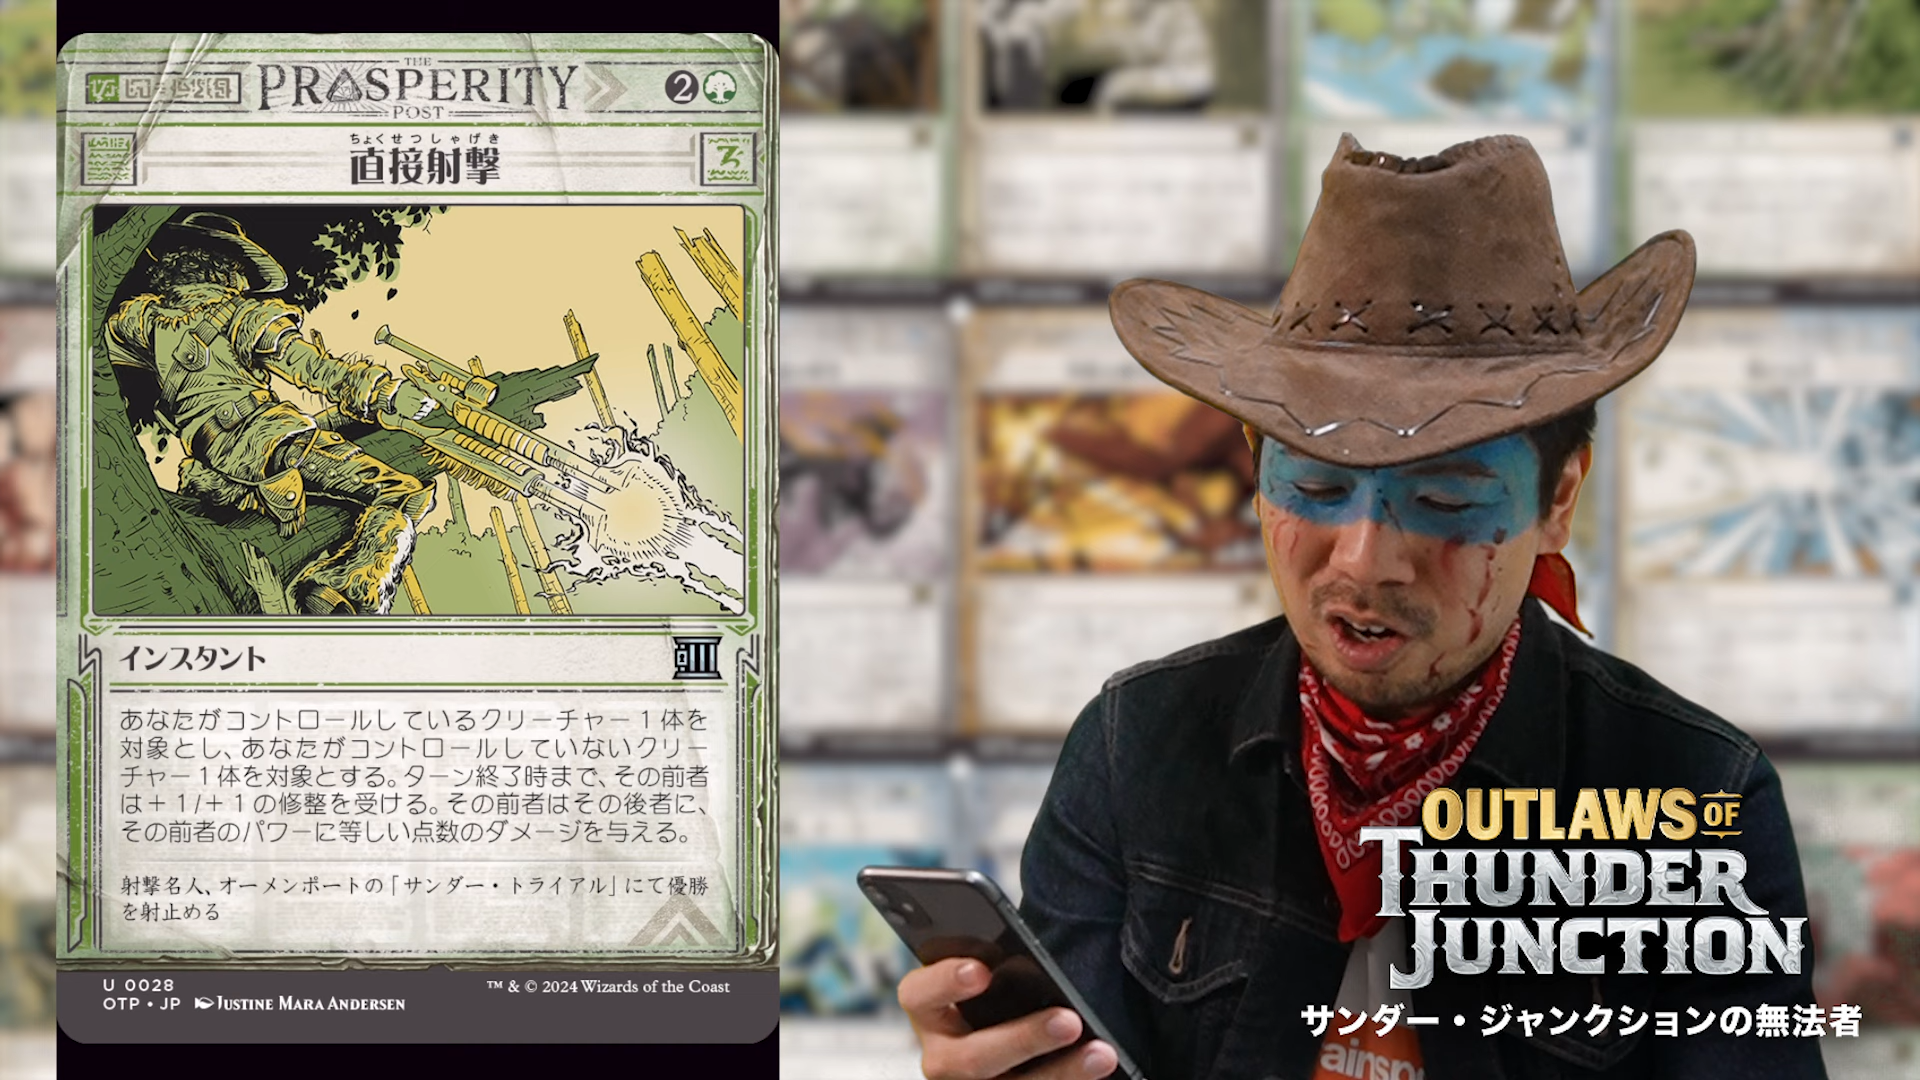 THE
PROSPERITY
POST
2
ちょくせつしゃげき
直接射撃
インスタント
あなたがコントロールしているクリーチャー1体を
対象とし、あなたがコントロールしていないクリー
チャー1体を対象とする。ターン終了時まで、その前者
は+1/+1の修整を受ける。その前者はその後者に、
その前者のパワーに等しい点数のダメージを与える。
射撃名人、オーメンポートの「サンダー・トライアル」にて優勝
を射止める
U 0028
OTP • JP JUSTINE MARA ANDERSEN
™ & © 2024 Wizards of the Coast
OUTLAWS OF
THUNDER
JUNCTION
サンダー・ジャンクションの無法者